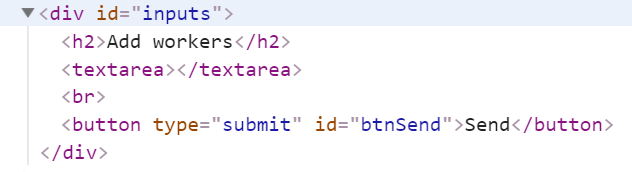 <div id="inputs">
<h2>Add workers</h2>
<textarea></textarea>
<br>
<button type="submit" id="btnSend">Send</button>
</div>